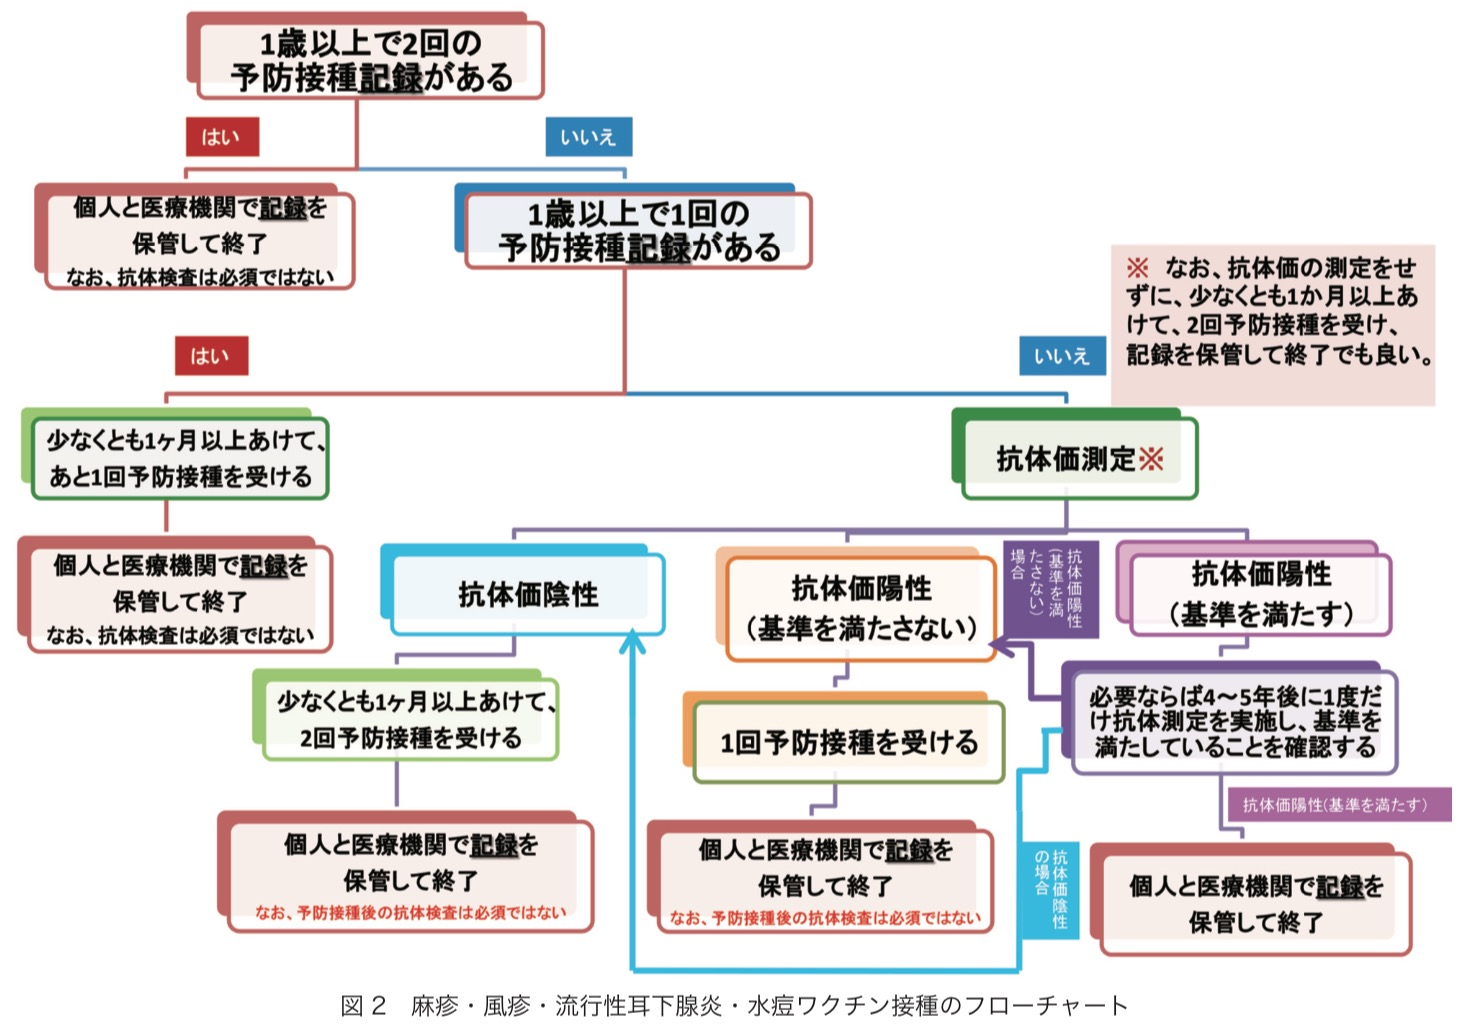 1歳以上で2回の
予防接種記録がある
はい
いいえ
個人と医療機関で記録を
保管して終了
なお、抗体検査は必須ではない
1歳以上で1回の
予防接種記録がある
※ なお、抗体価の測定をせ
ずに、少なくとも1か月以上あ
けて、2回予防接種を受け、
記録を保管して終了でも良い。
はい
いいえ
少なくとも1ヶ月以上あけて、
あと1回予防接種を受ける
抗体価測定※
個人と医療機関で記録を
保管して終了
なお、抗体検査は必須ではない
抗体価陰性
抗体価陽性
（基準を満たさない）
抗体価陽性
（基準を満
たさない）
場合
抗体価陽性
（基準を満たす）
少なくとも1ヶ月以上あけて、
2回予防接種を受ける
1回予防接種を受ける
必要ならば4～5年後に1度だ
け抗体測定を実施し、基準を
満たしていることを確認する
抗体価陽性(基準を満たす)
個人と医療機関で記録を
保管して終了
なお、予防接種後の抗体検査は必須ではない
個人と医療機関で記録を
保管して終了
なお、予防接種後の抗体検査は必須ではない
抗体価陰性
の場合
個人と医療機関で記録を
保管して終了
図２　麻疹・風疹・流行性耳下腺炎・水痘ワクチン接種のフローチャート